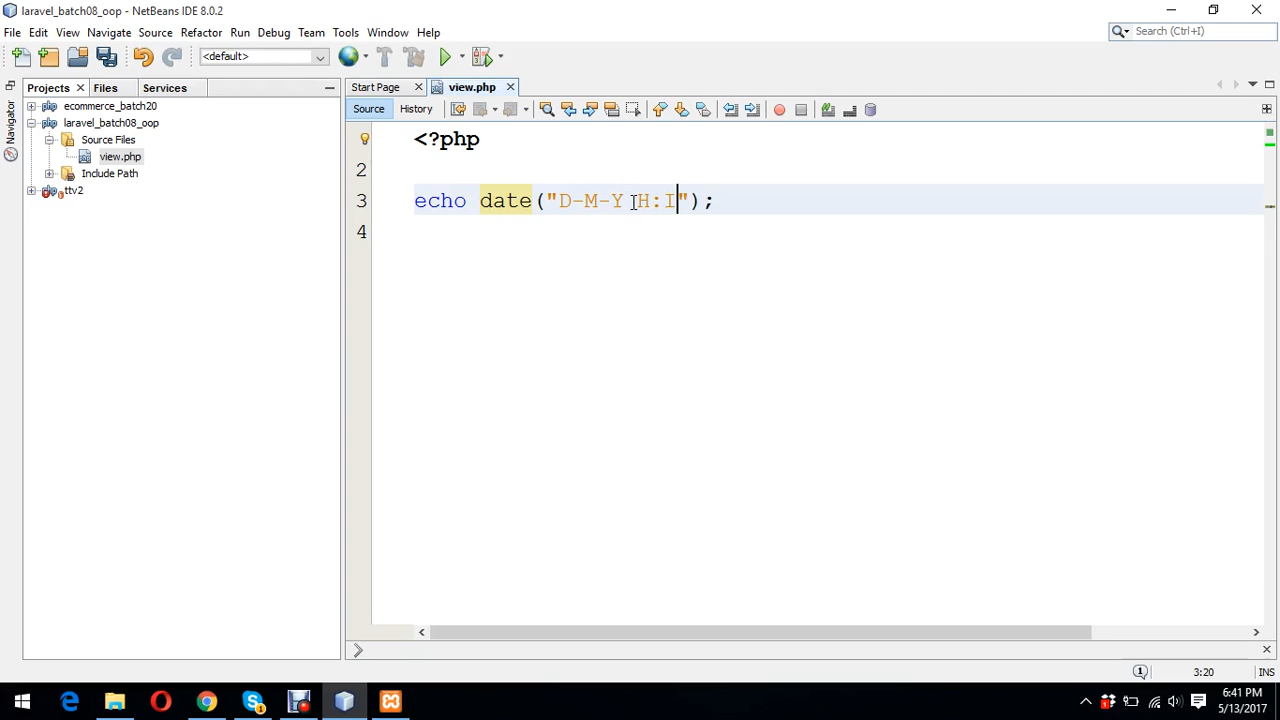 laravel_batch08_oop - NetBeans IDE 8.0.2
File Edit View Navigate Source Refactor Run Debug Team Tools Window Help
Search (Ctrl+I)
<default>
Projects Files Services
Start Page view.php
Navigator
Source History
ecommerce_batch20
laravel_batch08_oop
Source Files
view.php
Include Path
ttv2
<?php
2
3 echo date("D-M-Y H:I");
4
1 3:20 INS
6:41 PM
5/13/2017